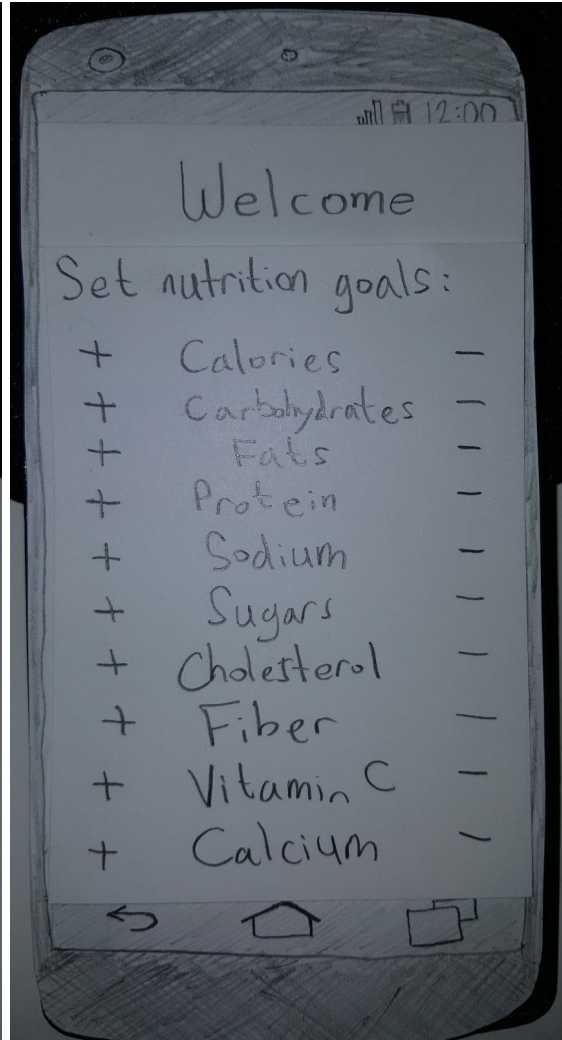 12:00
Welcome
Set nutrition goals:
+ Calories −
+ Carbohydrates −
+ Fats −
+ Protein −
+ Sodium −
+ Sugars −
+ Cholesterol −
+ Fiber −
+ Vitamin C −
+ Calcium −